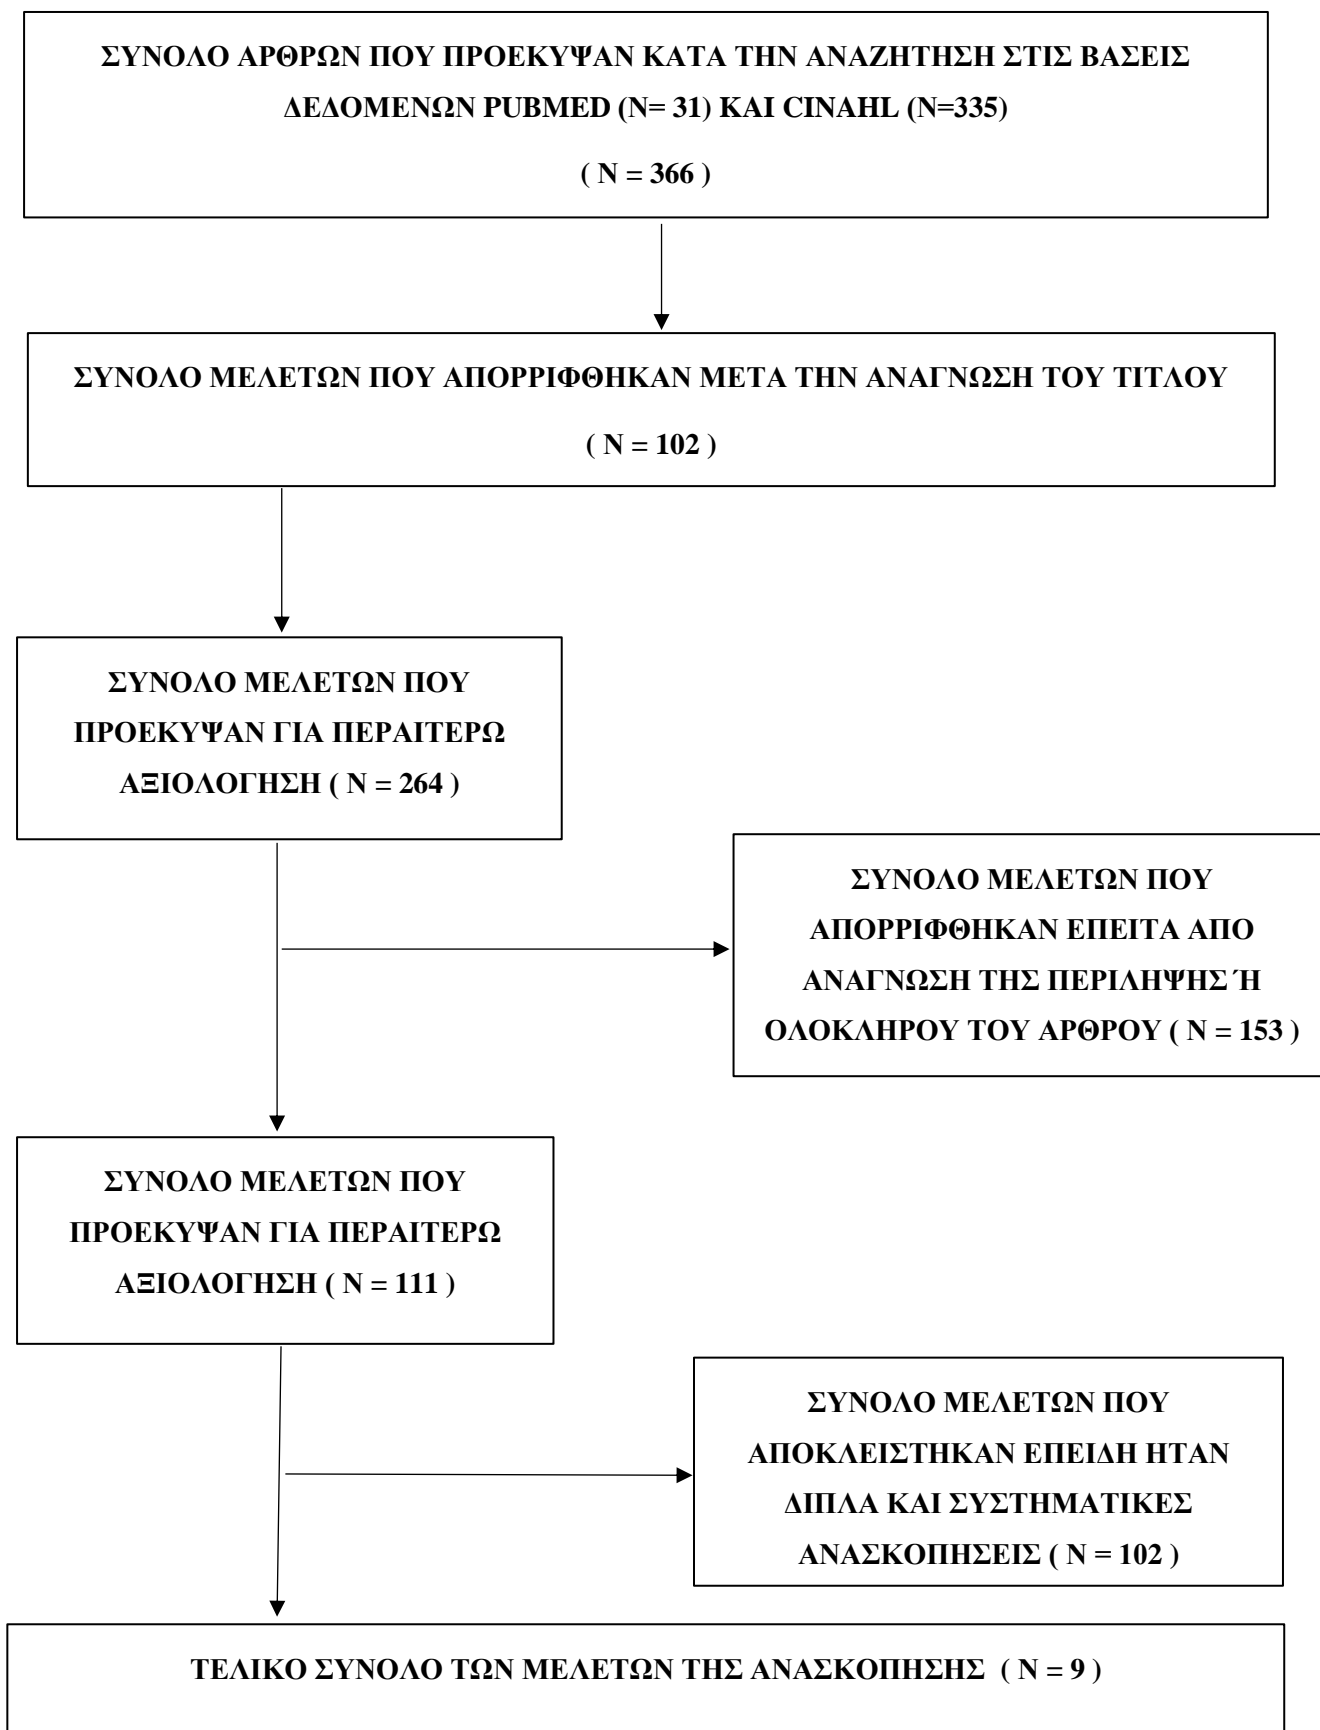 ΣΥΝΟΛΟ ΑΡΘΡΩΝ ΠΟΥ ΠΡΟΕΚΥΨΑΝ ΚΑΤΑ ΤΗΝ ΑΝΑΖΗΤΗΣΗ ΣΤΙΣ ΒΑΣΕΙΣ
ΔΕΔΟΜΕΝΩΝ PUBMED (N= 31) ΚΑΙ CINAHL (N=335)
( N = 366 )
ΣΥΝΟΛΟ ΜΕΛΕΤΩΝ ΠΟΥ ΑΠΟΡΡΙΦΘΗΚΑΝ ΜΕΤΑ ΤΗΝ ΑΝΑΓΝΩΣΗ ΤΟΥ ΤΙΤΛΟΥ
( N = 102 )
ΣΥΝΟΛΟ ΜΕΛΕΤΩΝ ΠΟΥ
ΠΡΟΕΚΥΨΑΝ ΓΙΑ ΠΕΡΑΙΤΕΡΩ
ΑΞΙΟΛΟΓΗΣΗ ( N = 264 )
ΣΥΝΟΛΟ ΜΕΛΕΤΩΝ ΠΟΥ
ΑΠΟΡΡΙΦΘΗΚΑΝ ΕΠΕΙΤΑ ΑΠΟ
ΑΝΑΓΝΩΣΗ ΤΗΣ ΠΕΡΙΛΗΨΗΣ Ή
ΟΛΟΚΛΗΡΟΥ ΤΟΥ ΑΡΘΡΟΥ ( N = 153 )
ΣΥΝΟΛΟ ΜΕΛΕΤΩΝ ΠΟΥ
ΠΡΟΕΚΥΨΑΝ ΓΙΑ ΠΕΡΑΙΤΕΡΩ
ΑΞΙΟΛΟΓΗΣΗ ( N = 111 )
ΣΥΝΟΛΟ ΜΕΛΕΤΩΝ ΠΟΥ
ΑΠΟΚΛΕΙΣΤΗΚΑΝ ΕΠΕΙΔΗ ΗΤΑΝ
ΔΙΠΛΑ ΚΑΙ ΣΥΣΤΗΜΑΤΙΚΕΣ
ΑΝΑΣΚΟΠΗΣΕΙΣ ( N = 102 )
ΤΕΛΙΚΟ ΣΥΝΟΛΟ ΤΩΝ ΜΕΛΕΤΩΝ ΤΗΣ ΑΝΑΣΚΟΠΗΣΗΣ ( N = 9 )